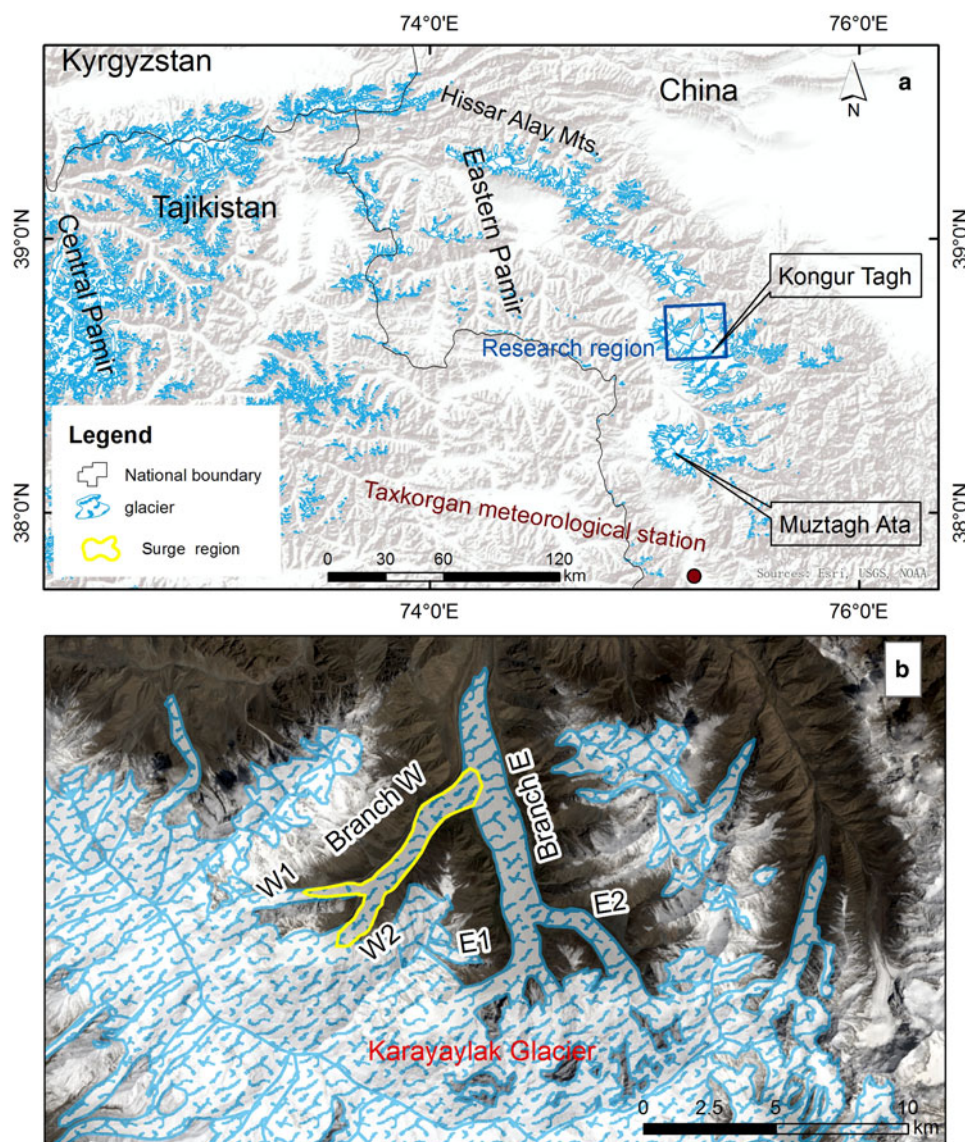 74°0'E
76°0'E
Kyrgyzstan
China
a
N
Hissar Alay Mts
Eastern Pamir
Tajikistan
Central Pamir
39°0'N
39°0'N
Kongur Tagh
Research region
Legend
National boundary
glacier
Surge region
Muztagh Ata
38°0'N
38°0'N
Taxkorgan meteorological station
0 30 60 120
km
Sources: Esri, USGS, NOAA
74°0'E
76°0'E
b
Branch W
Branch E
W1
W2
E1
E2
Karayaylak Glacier
0 2.5 5 10
km